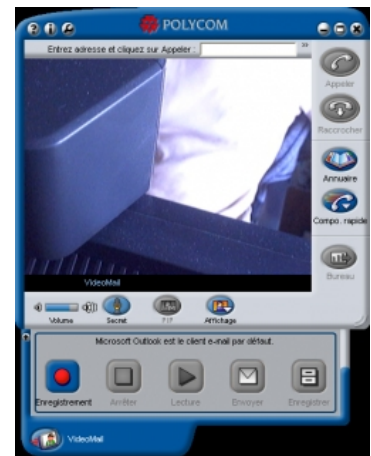 POLYCOM
Entrez adresse et cliquez sur Appeler :
Appeler
Raccrocher
Annuaire
Compo. rapide
Bureau
VideoMail
Volume
Secret
PIP
Affichage
Microsoft Outlook est le client e-mail par défaut.
Enregistrement
Arrêter
Lecture
Envoyer
Enregistrer
VideoMail